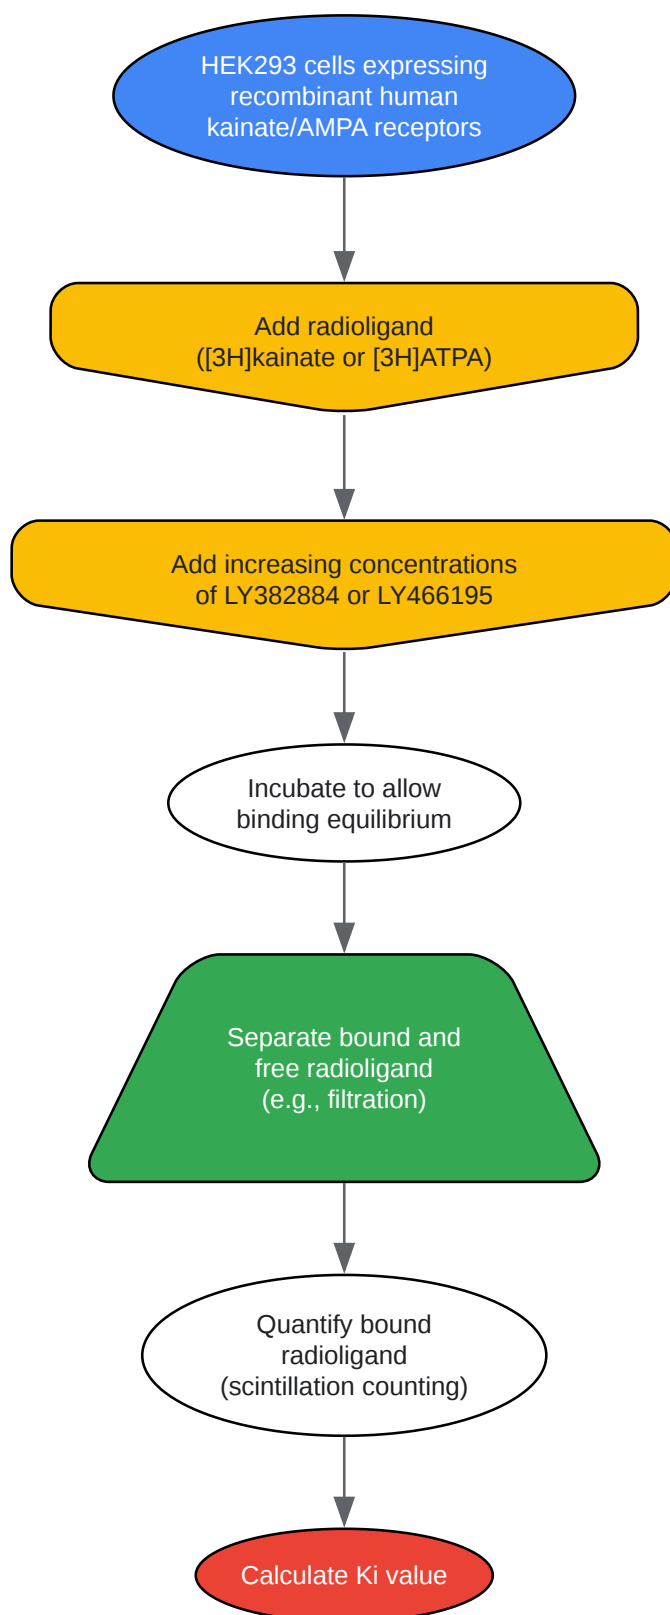 HEK293 cells expressing
recombinant human
kainate/AMPA receptors
Add radioligand
([3H]kainate or [3H]ATPA)
Add increasing concentrations
of LY382884 or LY466195
Incubate to allow
binding equilibrium
Separate bound and
free radioligand
(e.g., filtration)
Quantify bound
radioligand
(scintillation counting)
Calculate Ki value